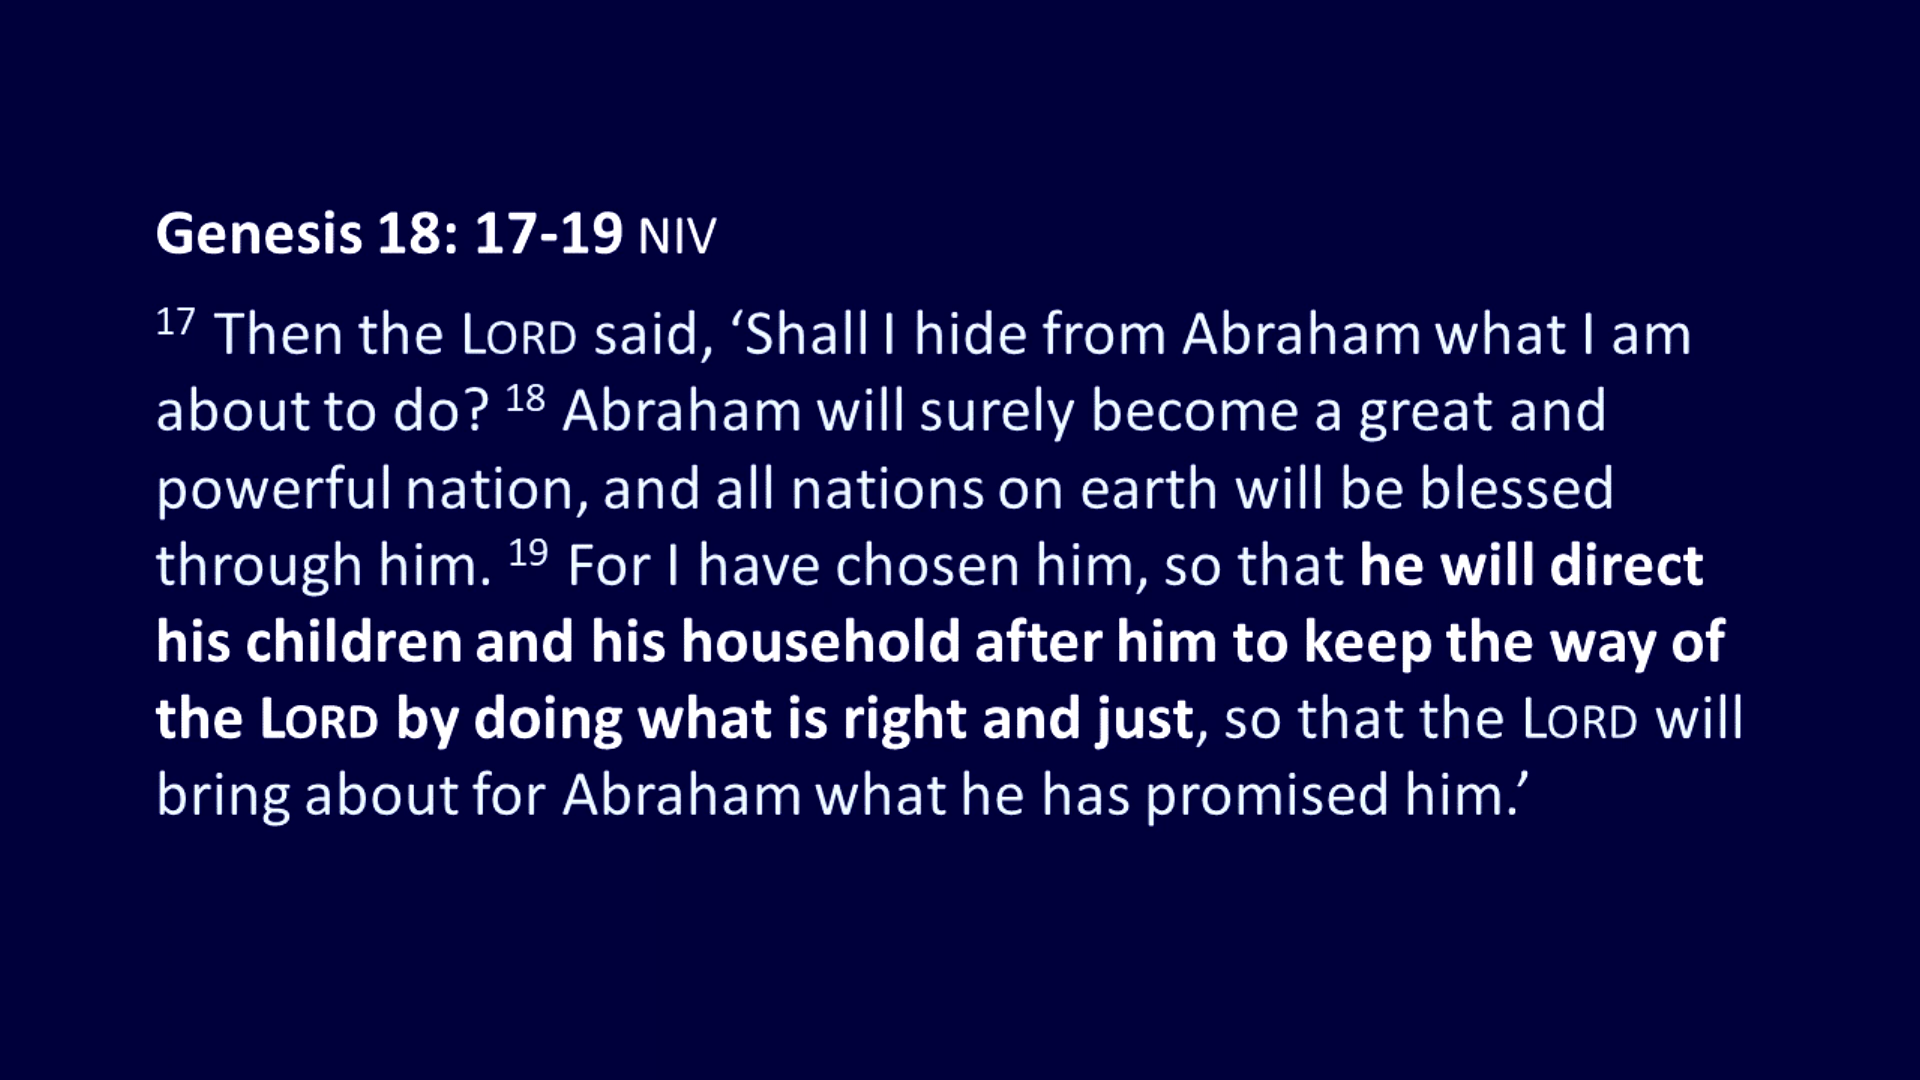 Genesis 18: 17-19 NIV
17 Then the LORD said, ‘Shall I hide from Abraham what I am
about to do? 18 Abraham will surely become a great and
powerful nation, and all nations on earth will be blessed
through him. 19 For I have chosen him, so that he will direct
his children and his household after him to keep the way of
the LORD by doing what is right and just, so that the LORD will
bring about for Abraham what he has promised him.’